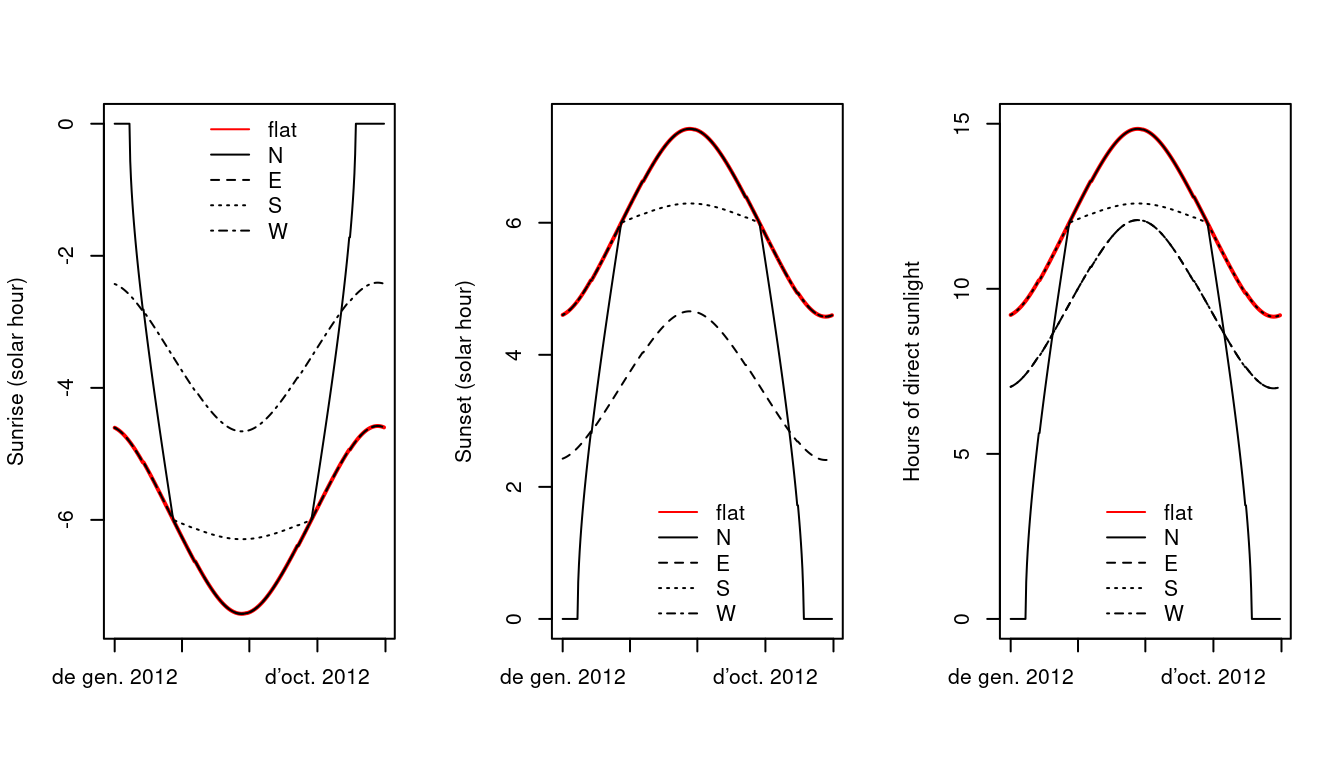 Sunrise (solar hour)
0
-2
-4
-6
flat
N
E
S
W
de gen. 2012
d'oct. 2012
Sunset (solar hour)
6
4
2
0
flat
N
E
S
W
de gen. 2012
d'oct. 2012
Hours of direct sunlight
15
10
5
0
flat
N
E
S
W
de gen. 2012
d'oct. 2012